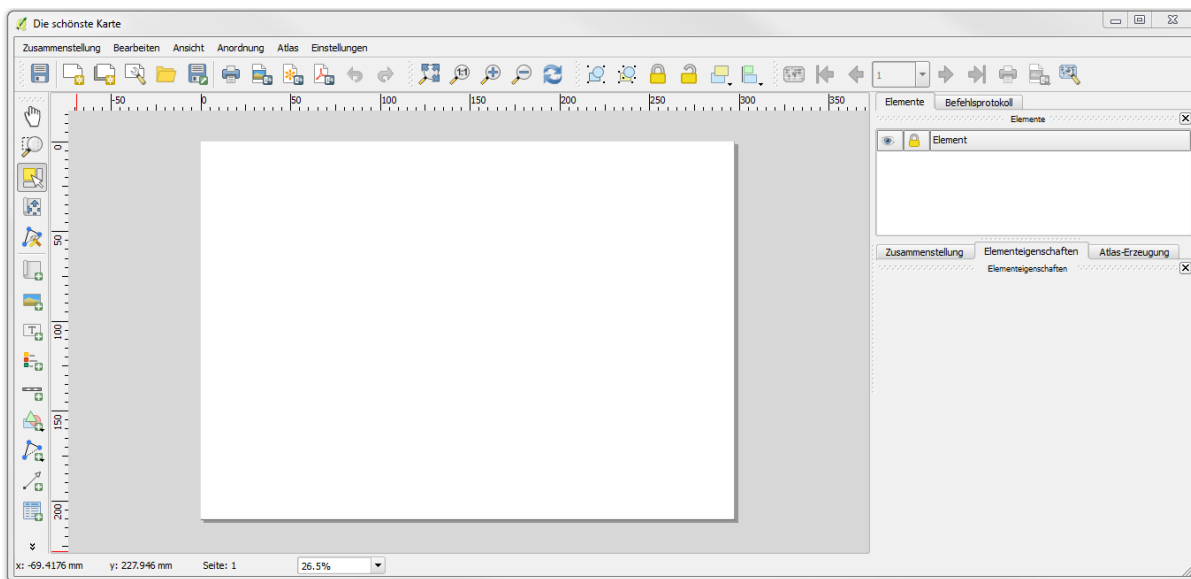 Die schönste Karte
Zusammenstellung Bearbeiten Ansicht Anordnung Atlas Einstellungen
1:1
1
-50 0 50 100 150 200 250 300 350
0
50
100
150
200
Elemente Befehlsprotokoll
Elemente
Element
Zusammenstellung Elementeigenschaften Atlas-Erzeugung
Elementeigenschaften
T
x: -69.4176 mm y: 227.946 mm Seite: 1 26.5%